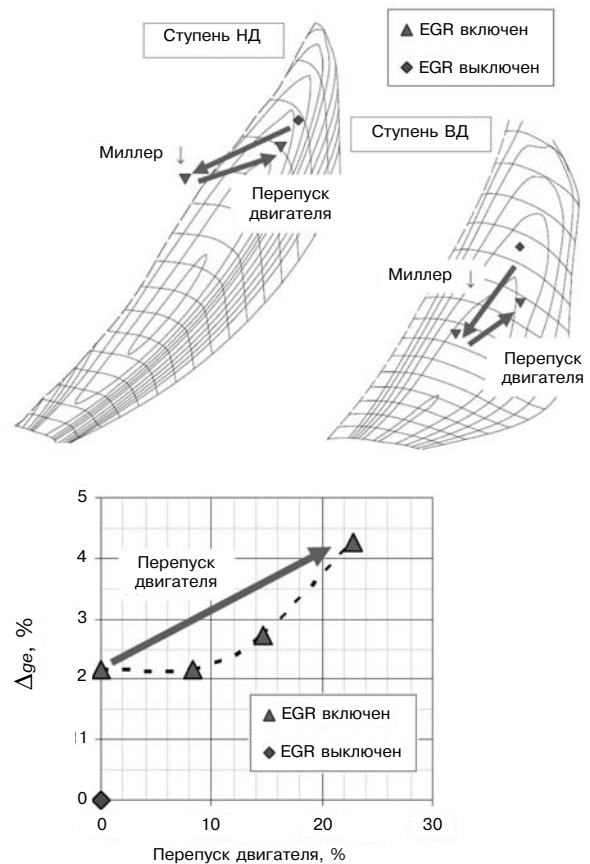 Ступень НД
EGR включен
EGR выключен
Ступень ВД
Миллер ↓
Перепуск
двигателя
Миллер ↓
Перепуск
двигателя
5
4
3
2
1
0
Δge, %
Перепуск
двигателя
EGR включен
EGR выключен
0
10
20
30
Перепуск двигателя, %